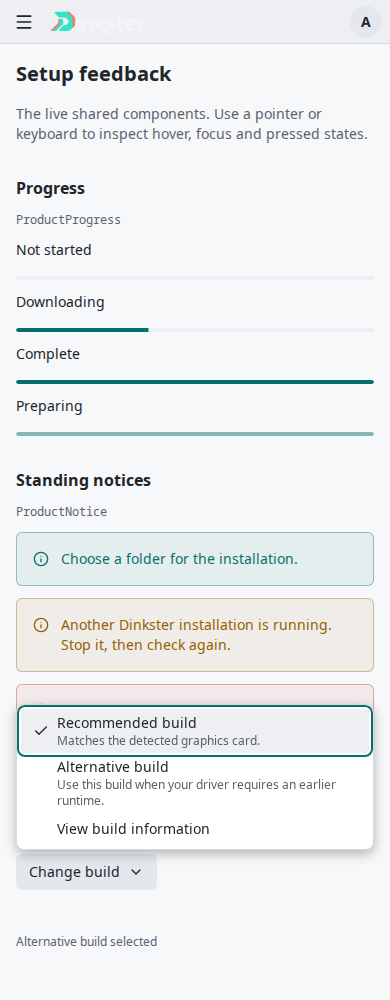 Dinkster
A
Setup feedback
The live shared components. Use a pointer or
keyboard to inspect hover, focus and pressed states.
Progress
ProductProgress
Not started
Downloading
Complete
Preparing
Standing notices
ProductNotice
Choose a folder for the installation.
Another Dinkster installation is running.
Stop it, then check again.
Recommended build
Matches the detected graphics card.
Alternative build
Use this build when your driver requires an earlier
runtime.
View build information
Change build
Alternative build selected